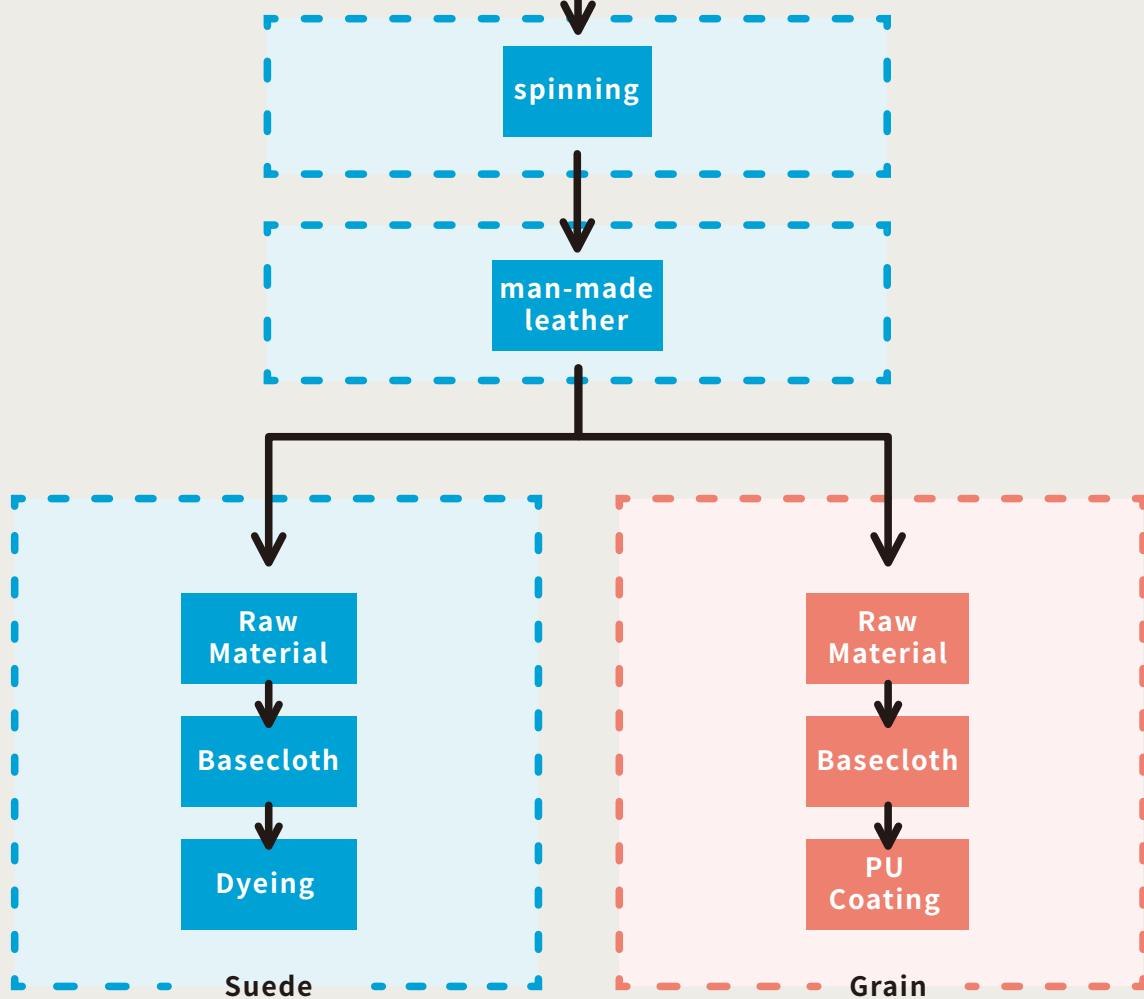 spinning
man-made
leather
Raw
Material
Basecloth
Dyeing
Suede
Raw
Material
Basecloth
PU
Coating
Grain